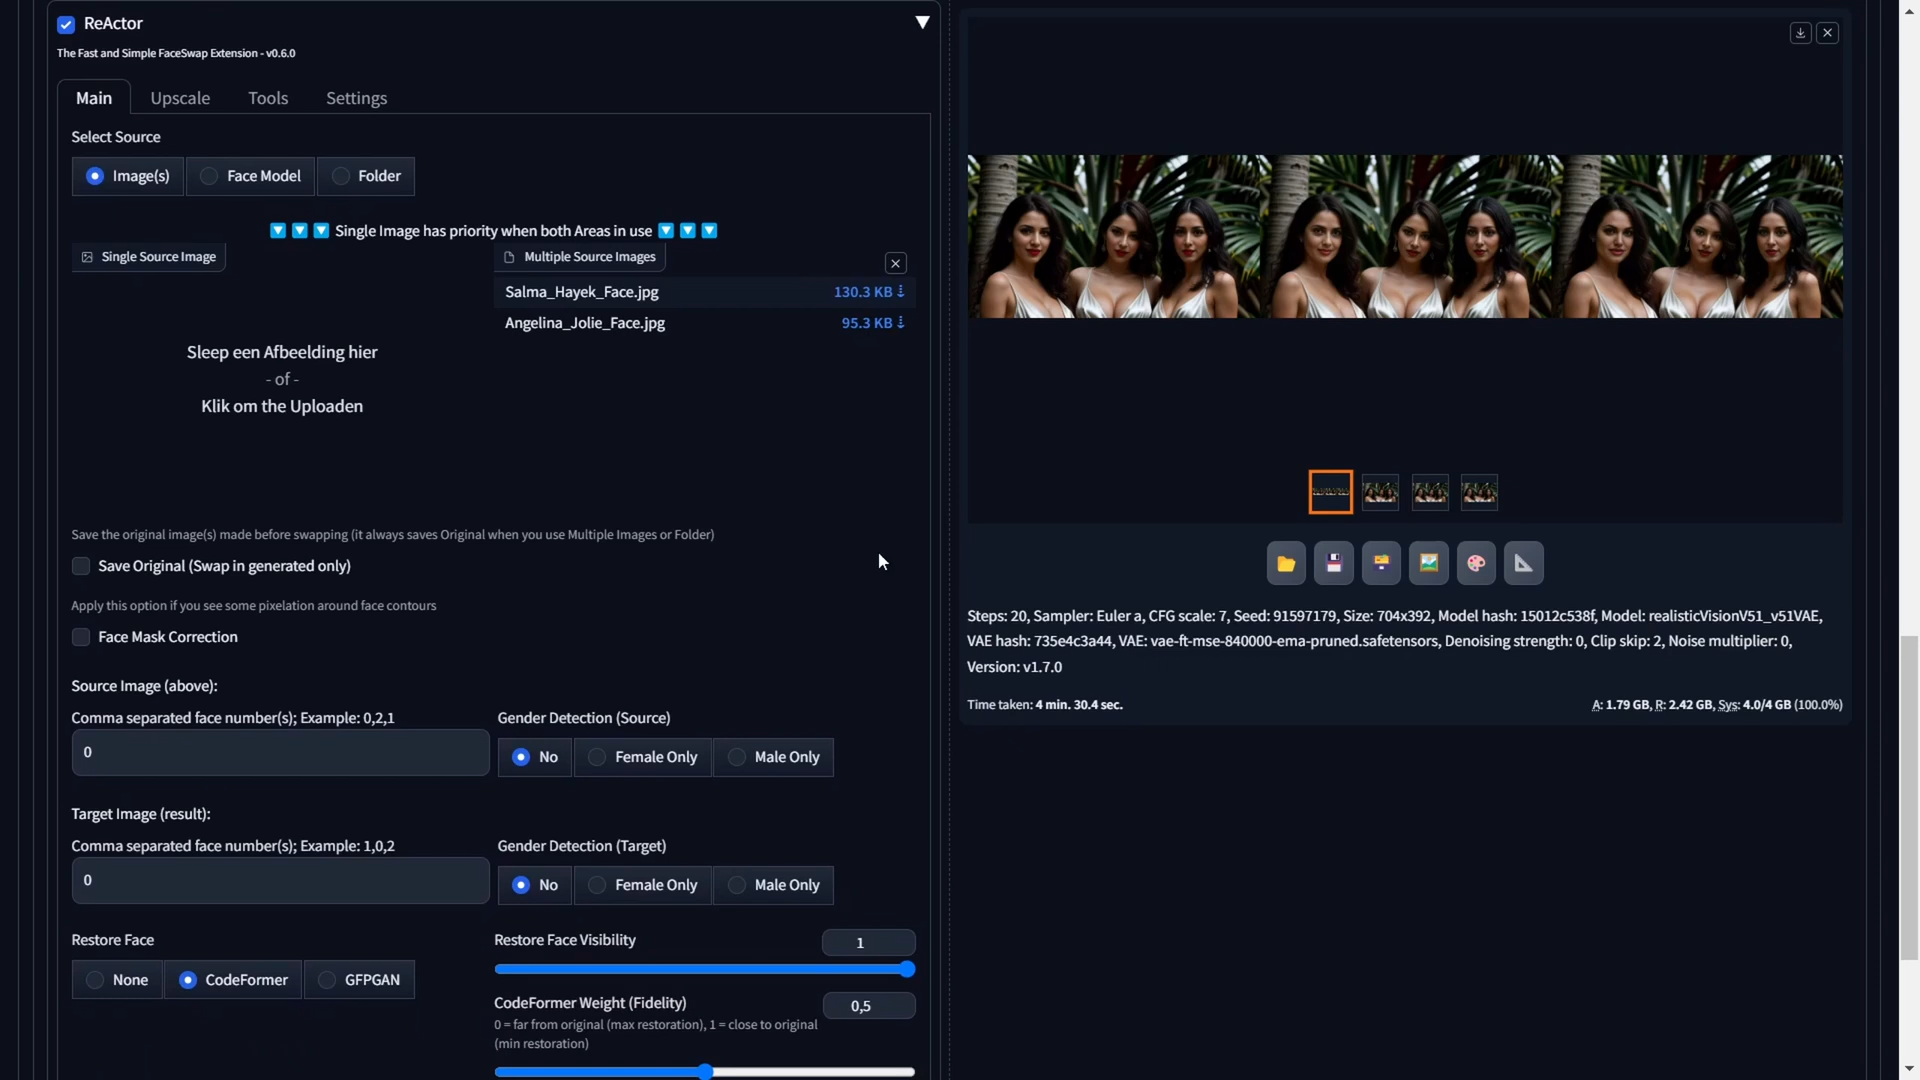 ReActor
The Fast and Simple FaceSwap Extension - v0.6.0
Main
Upscale
Tools
Settings
Select Source
Image(s)
Face Model
Folder
Single Image has priority when both Areas in use
Single Source Image
Multiple Source Images
Salma_Hayek_Face.jpg
130.3 KB ⇣
Angelina_Jolie_Face.jpg
95.3 KB ⇣
Sleep een Afbeelding hier
- of -
Klik om the Uploaden
Save the original image(s) made before swapping (it always saves Original when you use Multiple Images or Folder)
Save Original (Swap in generated only)
Apply this option if you see some pixelation around face contours
Face Mask Correction
Source Image (above):
Comma separated face number(s); Example: 0,2,1
0
Gender Detection (Source)
No
Female Only
Male Only
Target Image (result):
Comma separated face number(s); Example: 1,0,2
0
Gender Detection (Target)
No
Female Only
Male Only
Restore Face
None
CodeFormer
GFPGAN
Restore Face Visibility
1
CodeFormer Weight (Fidelity)
0,5
0 = far from original (max restoration), 1 = close to original
(min restoration)
Steps: 20, Sampler: Euler a, CFG scale: 7, Seed: 91597179, Size: 704x392, Model hash: 15012c538f, Model: realisticVisionV51_v51VAE,
VAE hash: 735e4c3a44, VAE: vae-ft-mse-840000-ema-pruned.safetensors, Denoising strength: 0, Clip skip: 2, Noise multiplier: 0,
Version: v1.7.0
Time taken: 4 min. 30.4 sec.
A: 1.79 GB, R: 2.42 GB, Sys: 4.0/4 GB (100.0%)